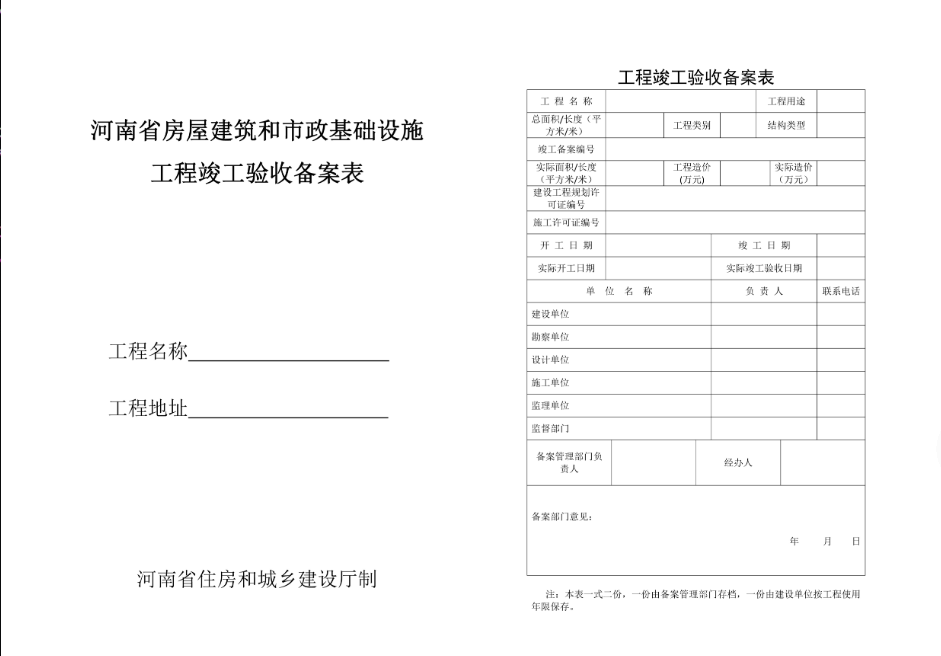 河南省房屋建筑和市政基础设施
工程竣工验收备案表
工程名称
工程地址
河南省住房和城乡建设厅制
工程竣工验收备案表
工 程 名 称 工程用途
总面积/长度（平
方米/米） 工程类别 结构类型
竣工备案编号
实际面积/长度
（平方米/米） 工程造价
(万元) 实际造价
（万元）
建设工程规划许
可证编号
施工许可证编号
开 工 日 期 竣 工 日 期
实际开工日期 实际竣工验收日期
单 位 名 称 负 责 人 联系电话
建设单位
勘察单位
设计单位
施工单位
监理单位
监督部门
备案管理部门负
责人 经办人
备案部门意见：
年 月 日
注：本表一式二份，一份由备案管理部门存档，一份由建设单位按工程使用
年限保存。